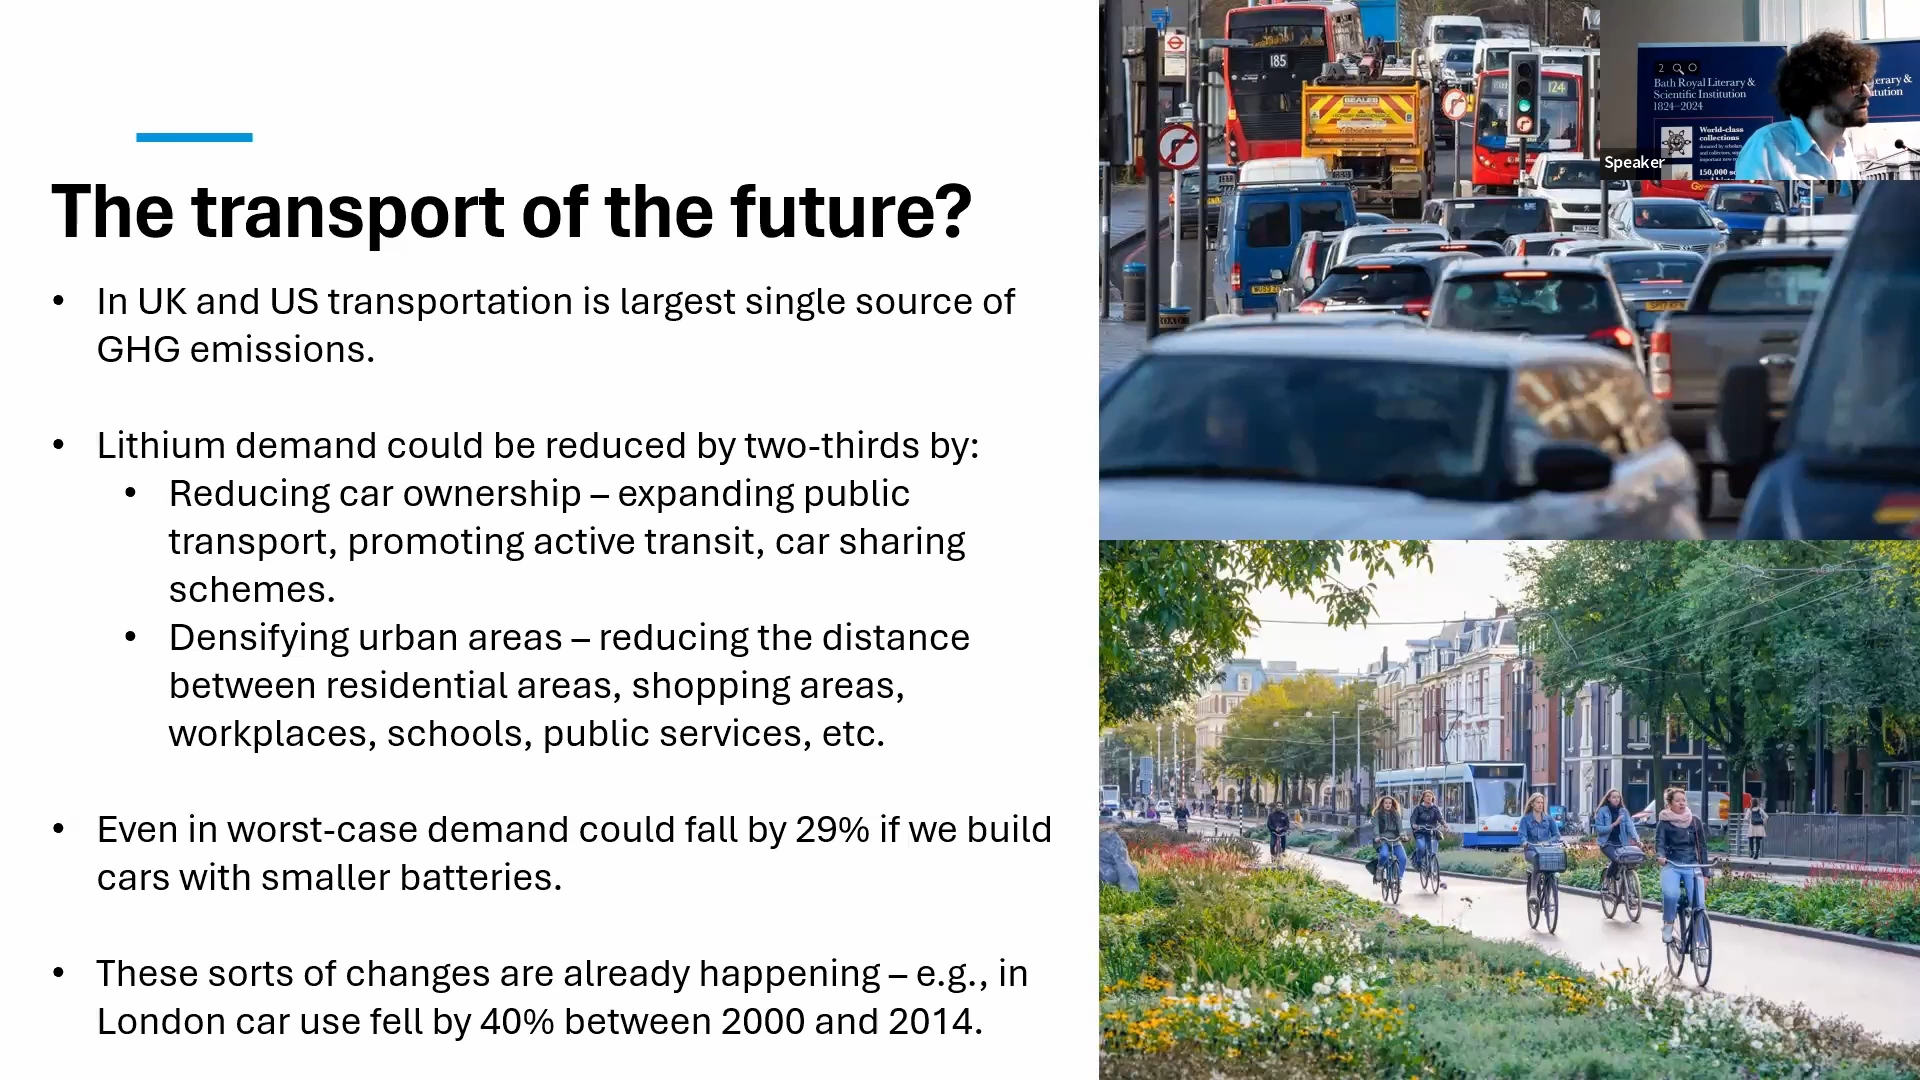 The transport of the future?
• In UK and US transportation is largest single source of
GHG emissions.
• Lithium demand could be reduced by two-thirds by:
• Reducing car ownership – expanding public
transport, promoting active transit, car sharing
schemes.
• Densifying urban areas – reducing the distance
between residential areas, shopping areas,
workplaces, schools, public services, etc.
• Even in worst-case demand could fall by 29% if we build
cars with smaller batteries.
• These sorts of changes are already happening – e.g., in
London car use fell by 40% between 2000 and 2014.
185
BEALES
124
2
Bath Royal Literary &
Scientific Institution
1824–2024
World-class
collections
150,000
erary &
itution
Speaker